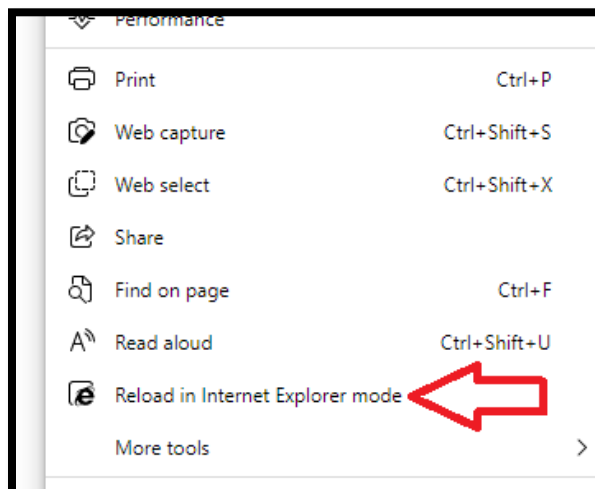 Performance
Print Ctrl+P
Web capture Ctrl+Shift+S
Web select Ctrl+Shift+X
Share
Find on page Ctrl+F
Read aloud Ctrl+Shift+U
Reload in Internet Explorer mode
More tools